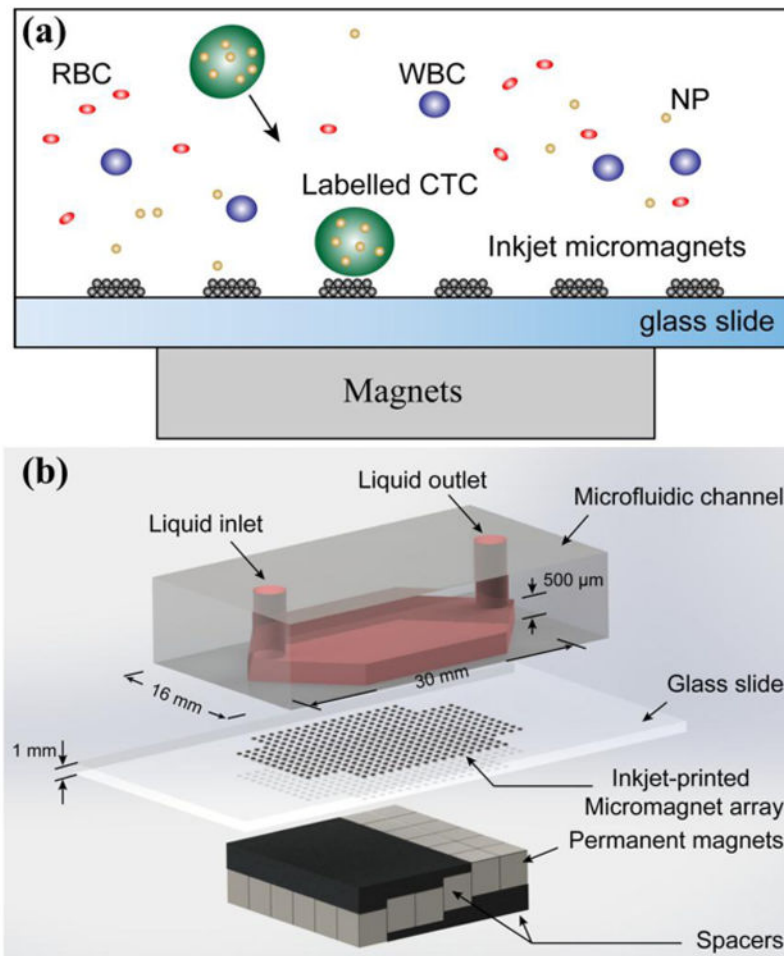 (a)
RBC
WBC
NP
Labelled CTC
Inkjet micromagnets
glass slide
Magnets
(b)
Liquid outlet
Liquid inlet
Microfluidic channel
500 μm
16 mm
30 mm
Glass slide
1 mm
Inkjet-printed
Micromagnet array
Permanent magnets
Spacers